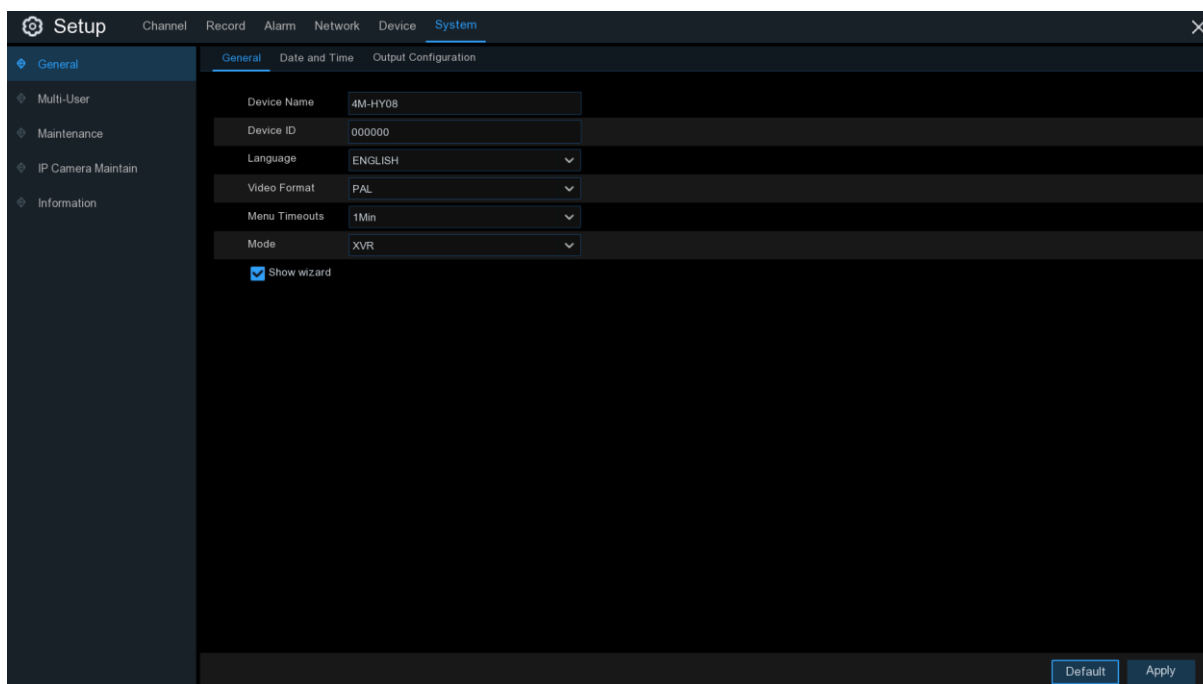 Setup Channel Record Alarm Network Device System
General General Date and Time Output Configuration
Multi-User Device Name 4M-HY08
Maintenance Device ID 000000
IP Camera Maintain Language ENGLISH
Information Video Format PAL
Menu Timeouts 1Min
Mode XVR
Show wizard
Default Apply